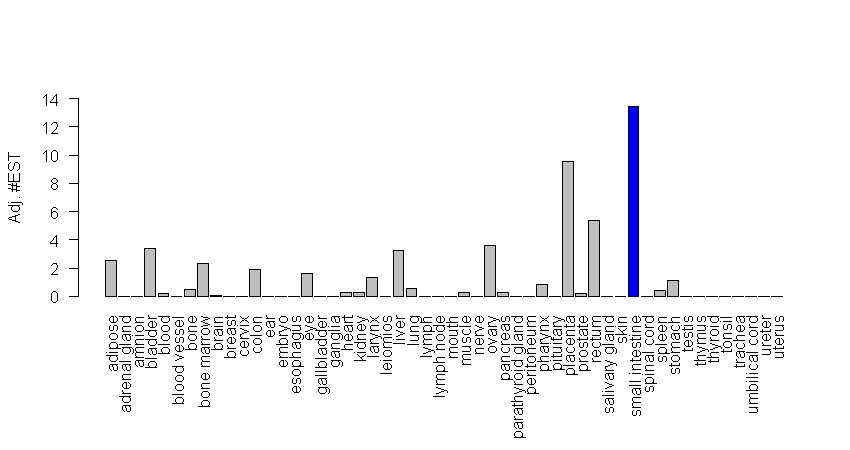 Adj. #EST
14
12
10
8
6
4
2
0
adipose
adrenal gland
amnion
bladder
blood
blood vessel
bone
bone marrow
brain
breast
cervix
colon
ear
embryo
esophagus
eye
gallbladder
ganglia
heart
kidney
larynx
leiomios
liver
lung
lymph
lymph node
mouth
muscle
nerve
ovary
pancreas
parathyroid gland
peritoneum
pharynx
pituitary
placenta
prostate
rectum
salivary gland
skin
small intestine
spinal cord
spleen
stomach
testis
thymus
thyroid
tonsil
trachea
umbilical cord
ureter
uterus